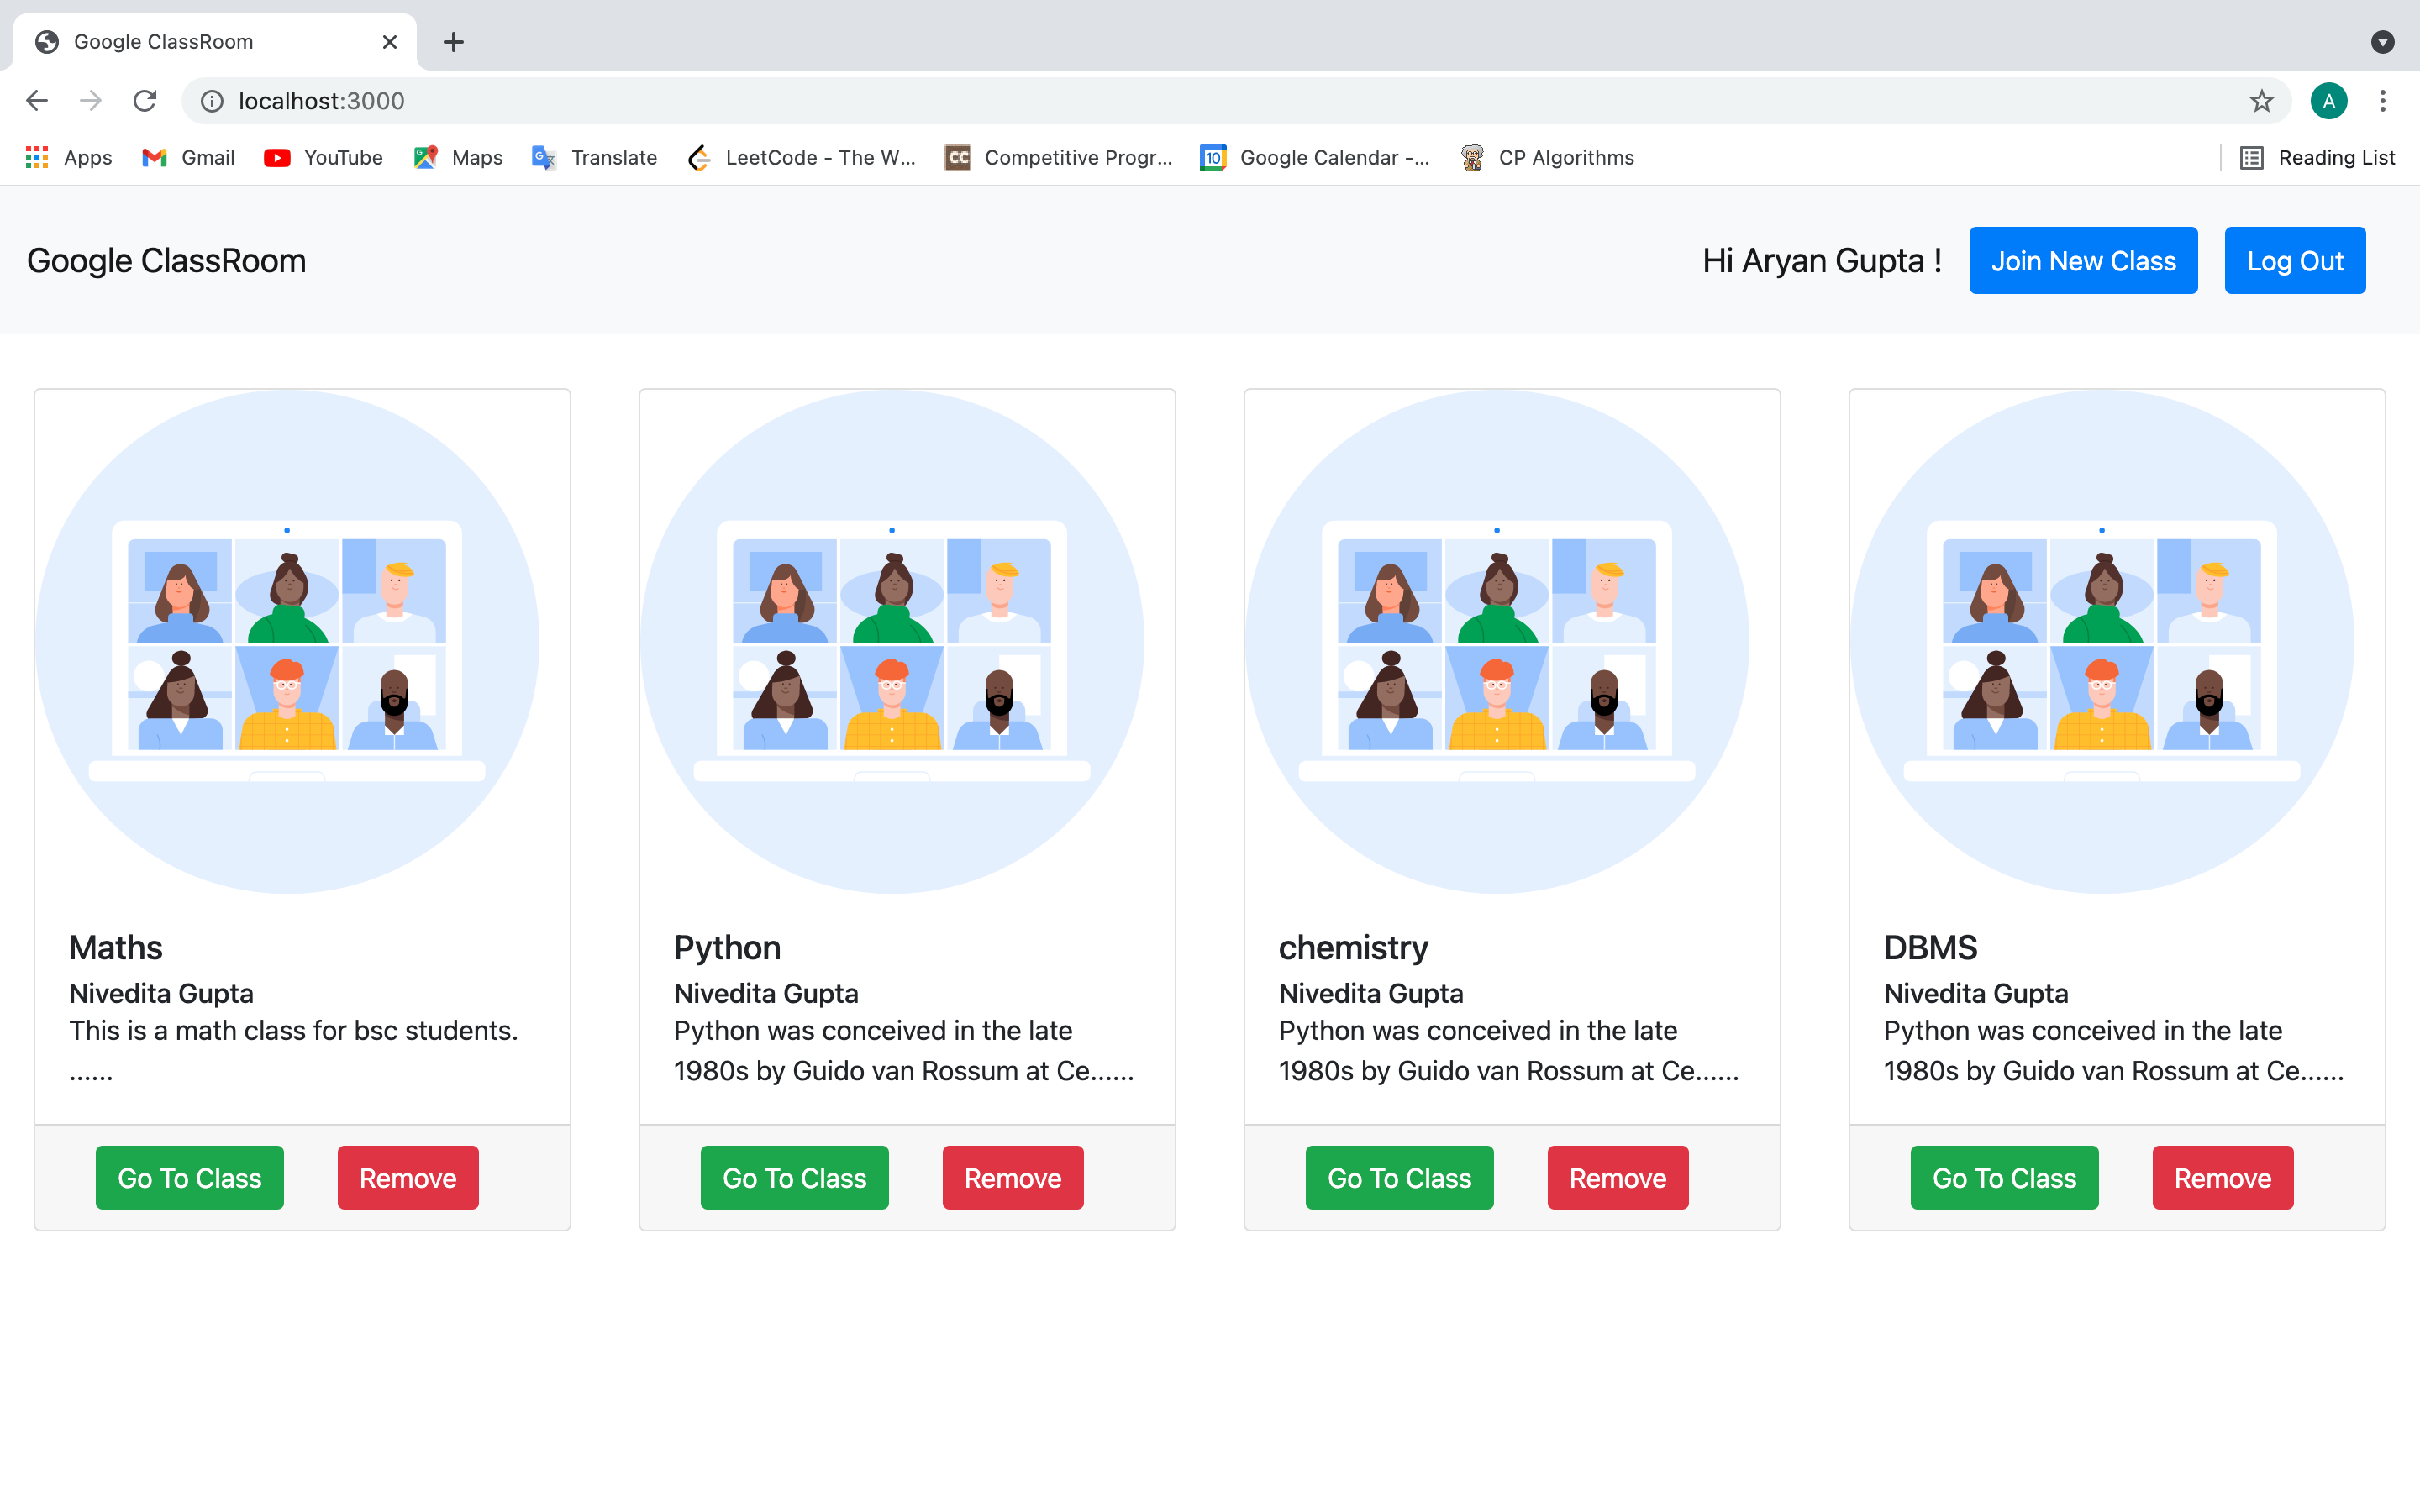 Google ClassRoom
localhost:3000
A
Apps Gmail YouTube Maps Translate LeetCode - The W... CC Competitive Progr... 10 Google Calendar -... CP Algorithms Reading List
Google ClassRoom Hi Aryan Gupta ! Join New Class Log Out
Maths
Nivedita Gupta
This is a math class for bsc students.
......
Go To Class Remove
Python
Nivedita Gupta
Python was conceived in the late
1980s by Guido van Rossum at Ce......
Go To Class Remove
chemistry
Nivedita Gupta
Python was conceived in the late
1980s by Guido van Rossum at Ce......
Go To Class Remove
DBMS
Nivedita Gupta
Python was conceived in the late
1980s by Guido van Rossum at Ce......
Go To Class Remove